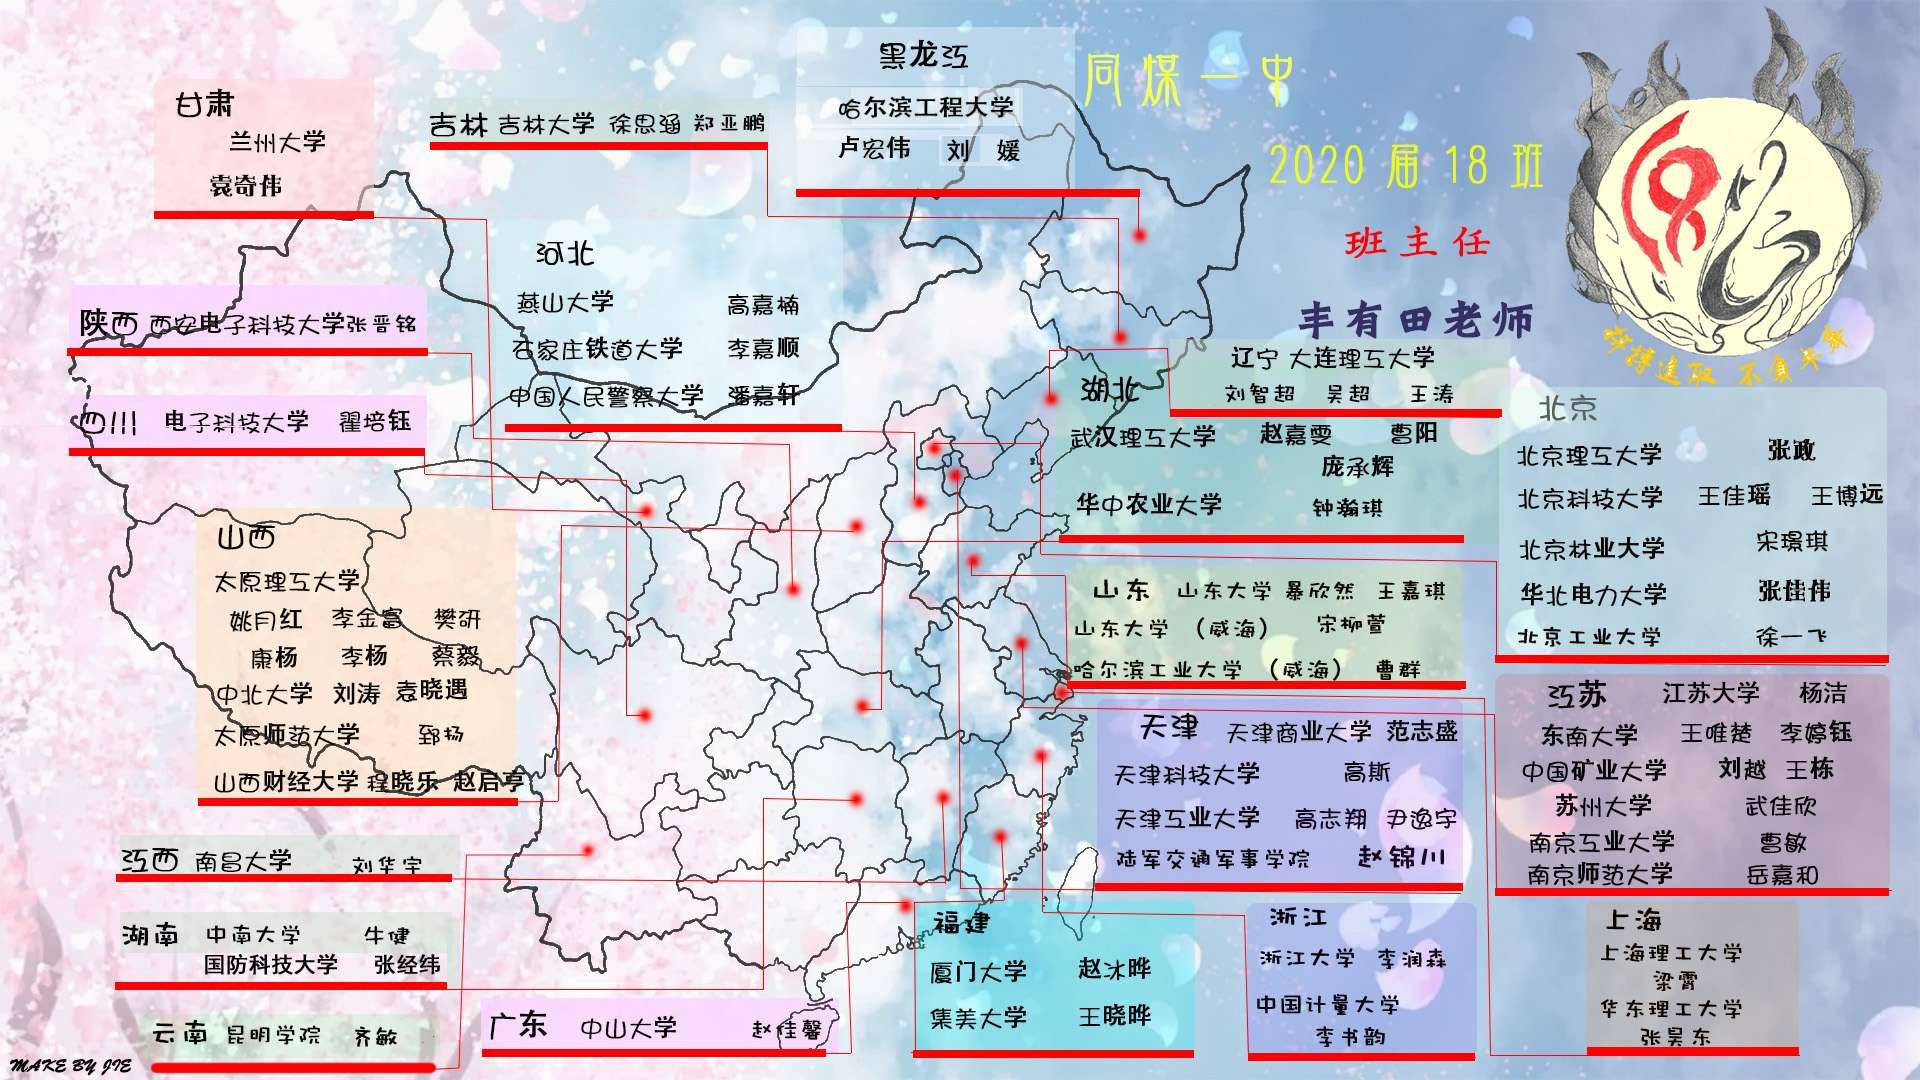 同煤一中
2020 届 18 班
班主任
丰有田老师
拚搏追取 不负年华
黑龙江
哈尔滨工程大学
卢宏伟 刘 媛
甘肃
兰州大学
袁奇伟
吉林 吉林大学 徐思涵 郑亚鹏
河北
燕山大学 高嘉楠
石家庄铁道大学 李嘉顺
中国人民警察大学 潘嘉轩
陕西 西安电子科技大学张晋铭
四川 电子科技大学 翟培钰
辽宁 大连理工大学
刘智超 吴超 王涛
湖北
武汉理工大学 赵嘉雯 曹阳
庞承辉
华中农业大学 钟瀚琪
北京
北京理工大学 张政
北京科技大学 王佳瑶 王博远
北京林业大学 宋璟琪
华北电力大学 张佳伟
北京工业大学 徐一飞
山西
太原理工大学
姚月红 李金富 樊研
康杨 李杨 蔡毅
中北大学 刘涛 袁晓遇
太原师范大学 郅扬
山西财经大学 程晓乐 赵启亨
山东 山东大学 暴欣然 王嘉琪
山东大学 （威海） 宋柳萱
哈尔滨工业大学 （威海） 曹群
天津 天津商业大学 范志盛
天津科技大学 高斯
天津工业大学 高志翔 尹逸宇
陆军交通军事学院 赵锦川
江苏 江苏大学 杨洁
东南大学 王唯楚 李婷钰
中国矿业大学 刘越 王栋
苏州大学 武佳欣
南京工业大学 曹敏
南京师范大学 岳嘉和
江西 南昌大学 刘华宇
湖南 中南大学 牛健
国防科技大学 张经纬
云南 昆明学院 齐敏
广东 中山大学 赵佳馨
福建
厦门大学 赵冰晔
集美大学 王晓晔
浙江
浙江大学 李润森
中国计量大学
李书韵
上海
上海理工大学
梁霄
华东理工大学
张昊东
MAKE BY JIE